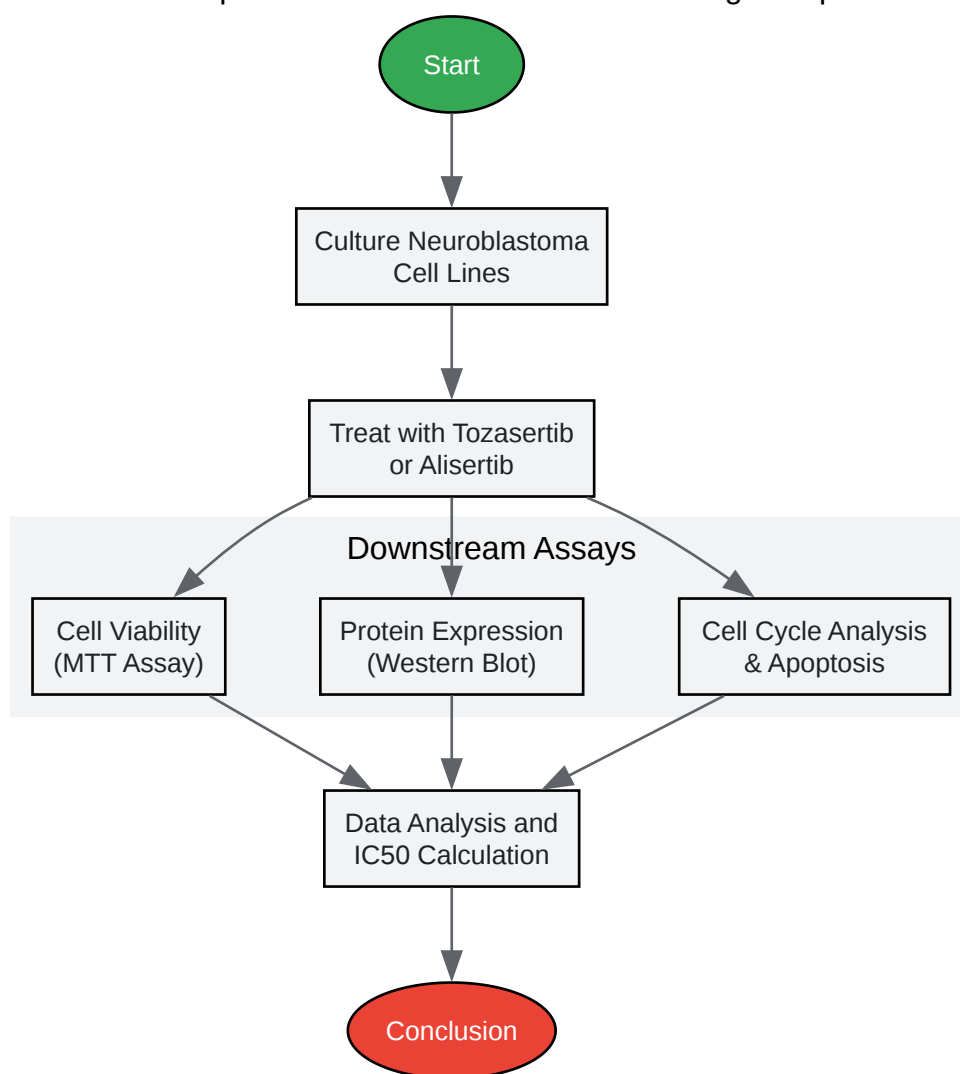 Start
Culture Neuroblastoma
Cell Lines
Treat with Tozasertib
or Alisertib
Downstream Assays
Cell Viability
(MTT Assay)
Protein Expression
(Western Blot)
Cell Cycle Analysis
& Apoptosis
Data Analysis and
IC50 Calculation
Conclusion